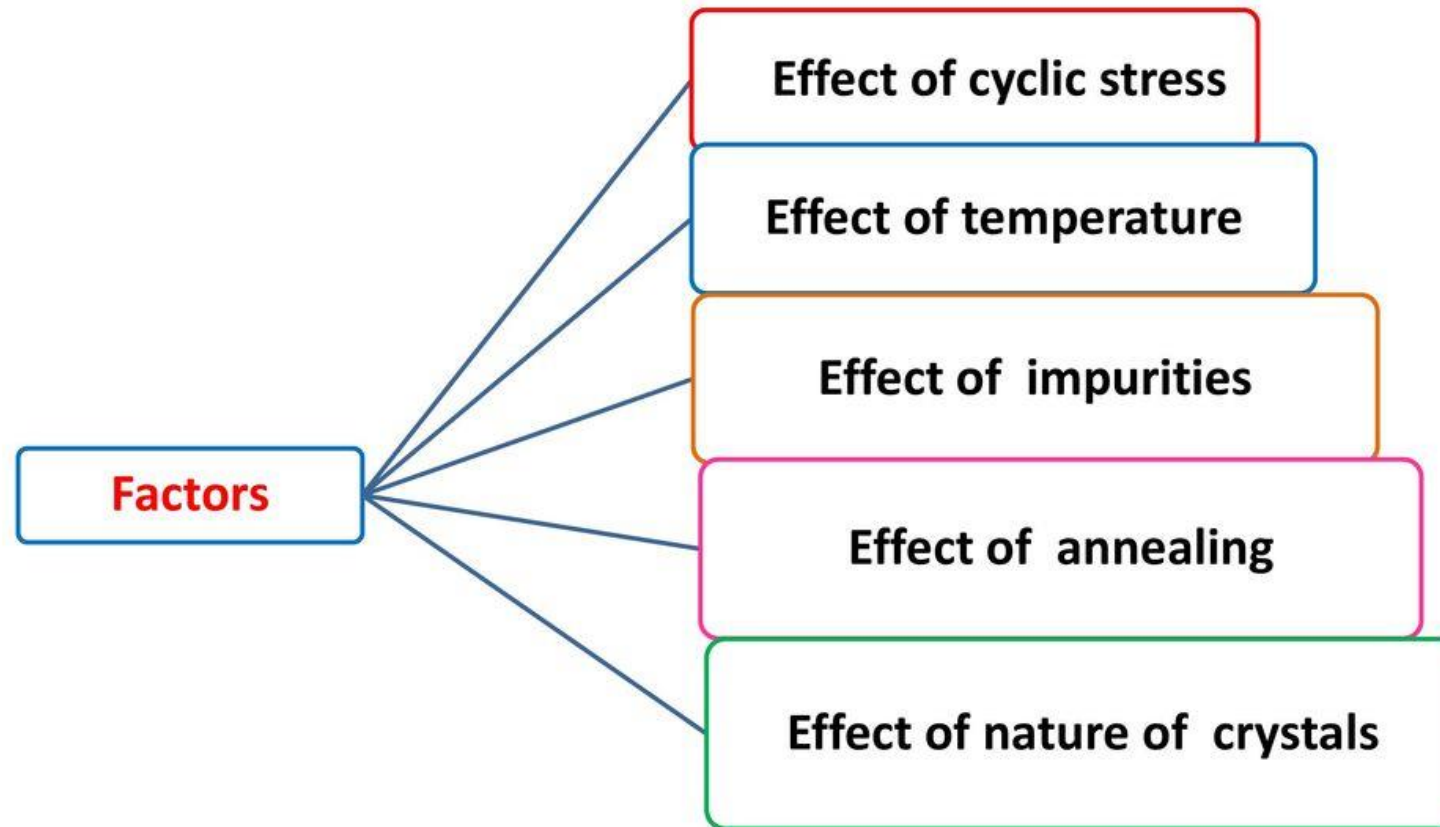 Effect of cyclic stress
Effect of temperature
Effect of  impurities
Factors
Effect of  annealing
Effect of nature of  crystals